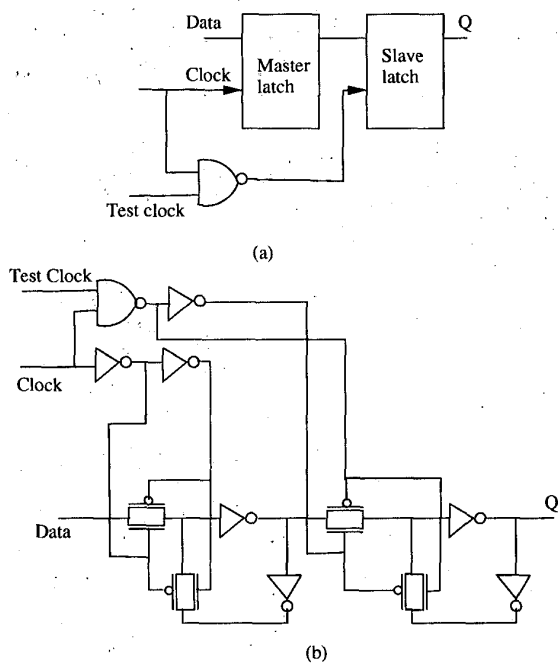 Data
Q
Master
latch
Slave
latch
Clock
Test clock
(a)
Test Clock
Clock
Data
Q
(b)